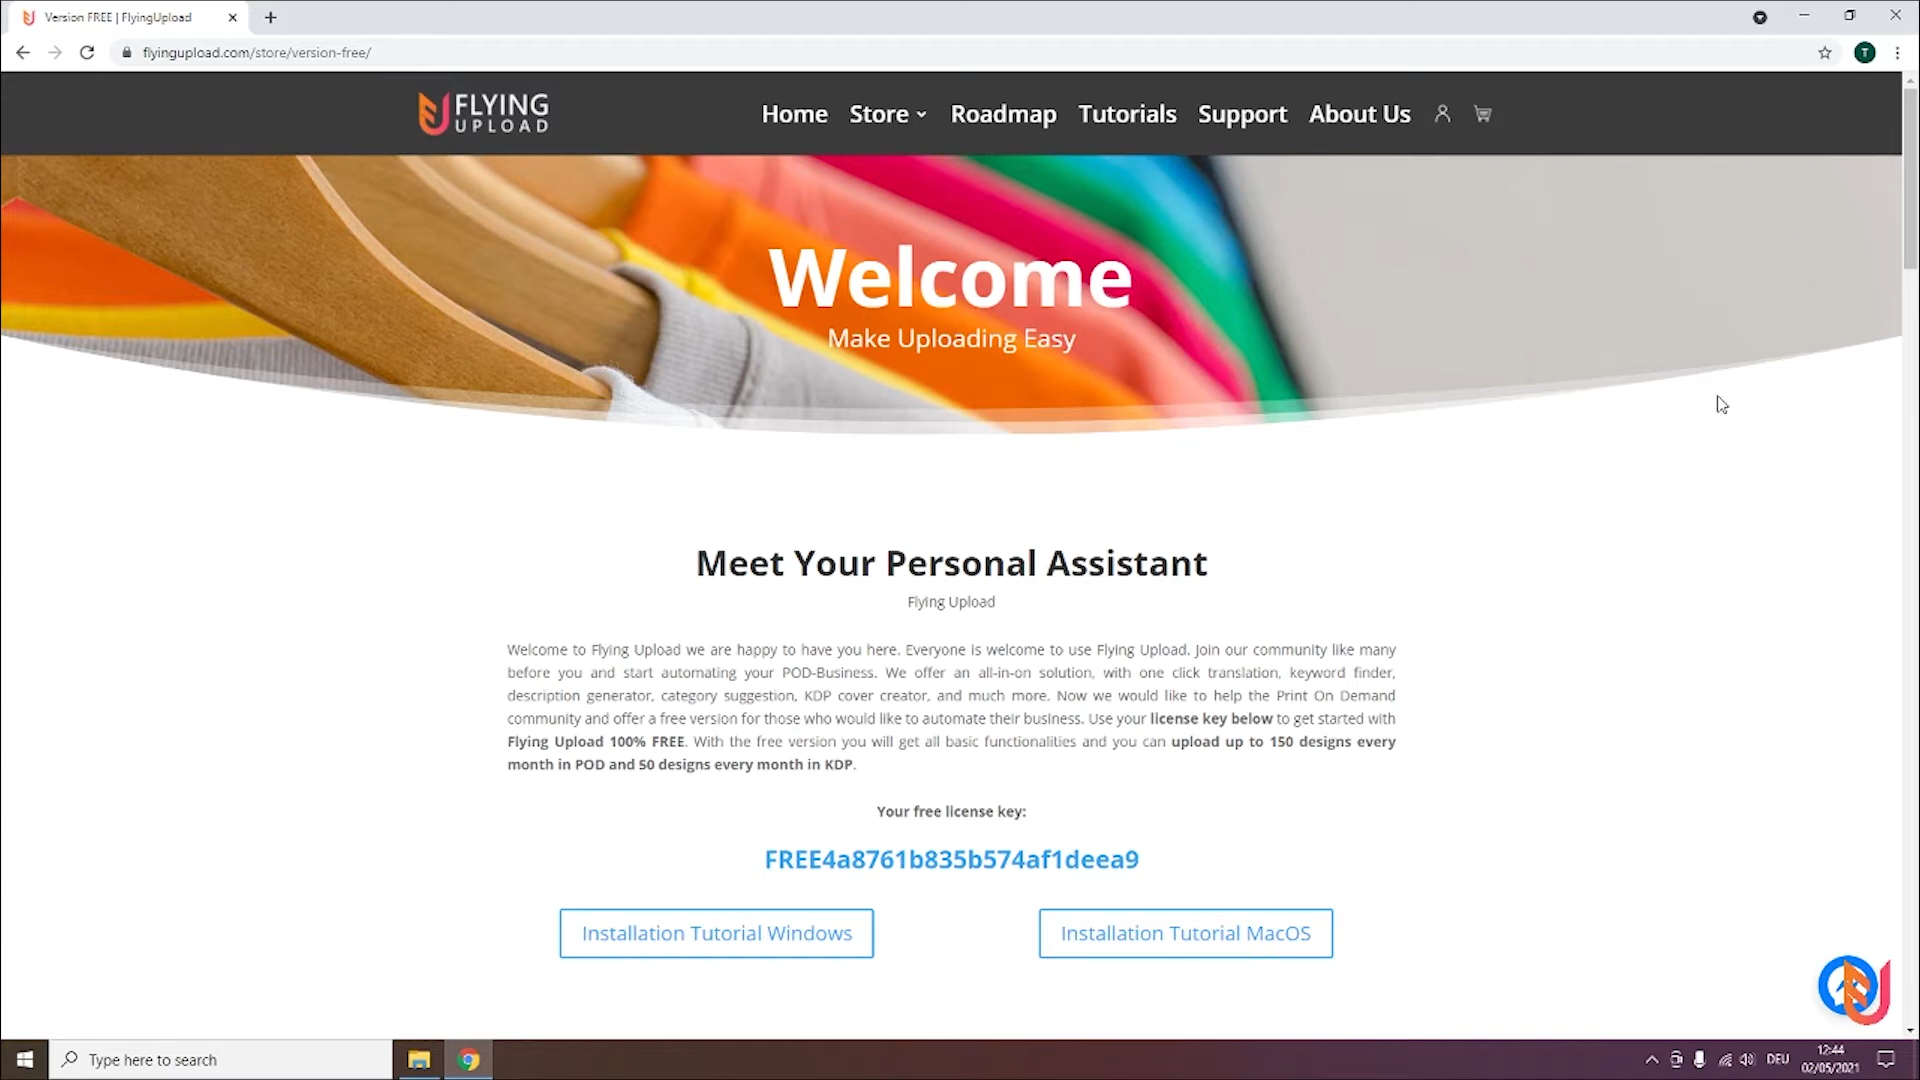 Version FREE | FlyingUpload
flyingupload.com/store/version-free/
T
FLYING
UPLOAD
Home Store Roadmap Tutorials Support About Us
Welcome
Make Uploading Easy
Meet Your Personal Assistant
Flying Upload
Welcome to Flying Upload we are happy to have you here. Everyone is welcome to use Flying Upload. Join our community like many
before you and start automating your POD-Business. We offer an all-in-on solution, with one click translation, keyword finder,
description generator, category suggestion, KDP cover creator, and much more. Now we would like to help the Print On Demand
community and offer a free version for those who would like to automate their business. Use your license key below to get started with
Flying Upload 100% FREE. With the free version you will get all basic functionalities and you can upload up to 150 designs every
month in POD and 50 designs every month in KDP.
Your free license key:
FREE4a8761b835b574af1deea9
Installation Tutorial Windows
Installation Tutorial MacOS
Type here to search
DEU
12:44
02/05/2021